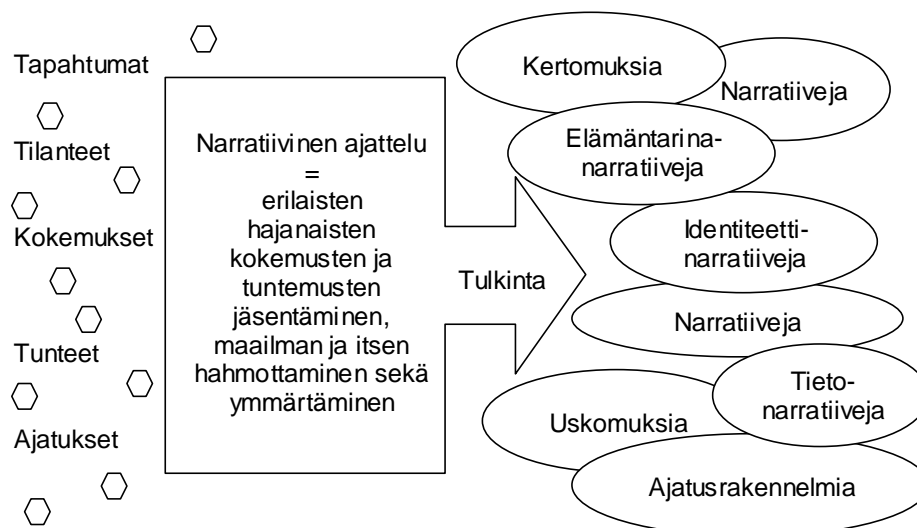 Tapahtumat
Tilanteet
Kokemukset
Tunteet
Ajatukset
Narratiivinen ajattelu
=
erilaisten
hajanaisten
kokemusten ja
tuntemusten
jäsentäminen,
maailman ja itsen
hahmottaminen sekä
ymmärtäminen
Tulkinta
Kertomuksia
Narratiiveja
Elämäntarina-
narratiiveja
Identiteetti-
narratiiveja
Narratiiveja
Tieto-
narratiiveja
Uskomuksia
Ajatusrakennelmia